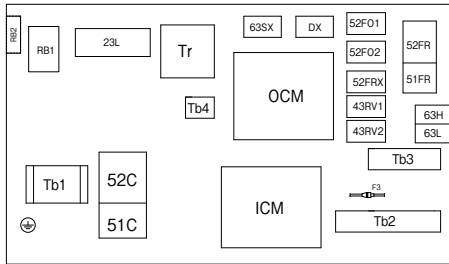 RB2
RB1
23L
Tr
63SX
DX
52FO1
52FO2
52FR
51FR
52FRX
OCM
Tb4
43RV1
43RV2
63H
63L
Tb3
Tb1
52C
51C
ICM
F3
Tb2